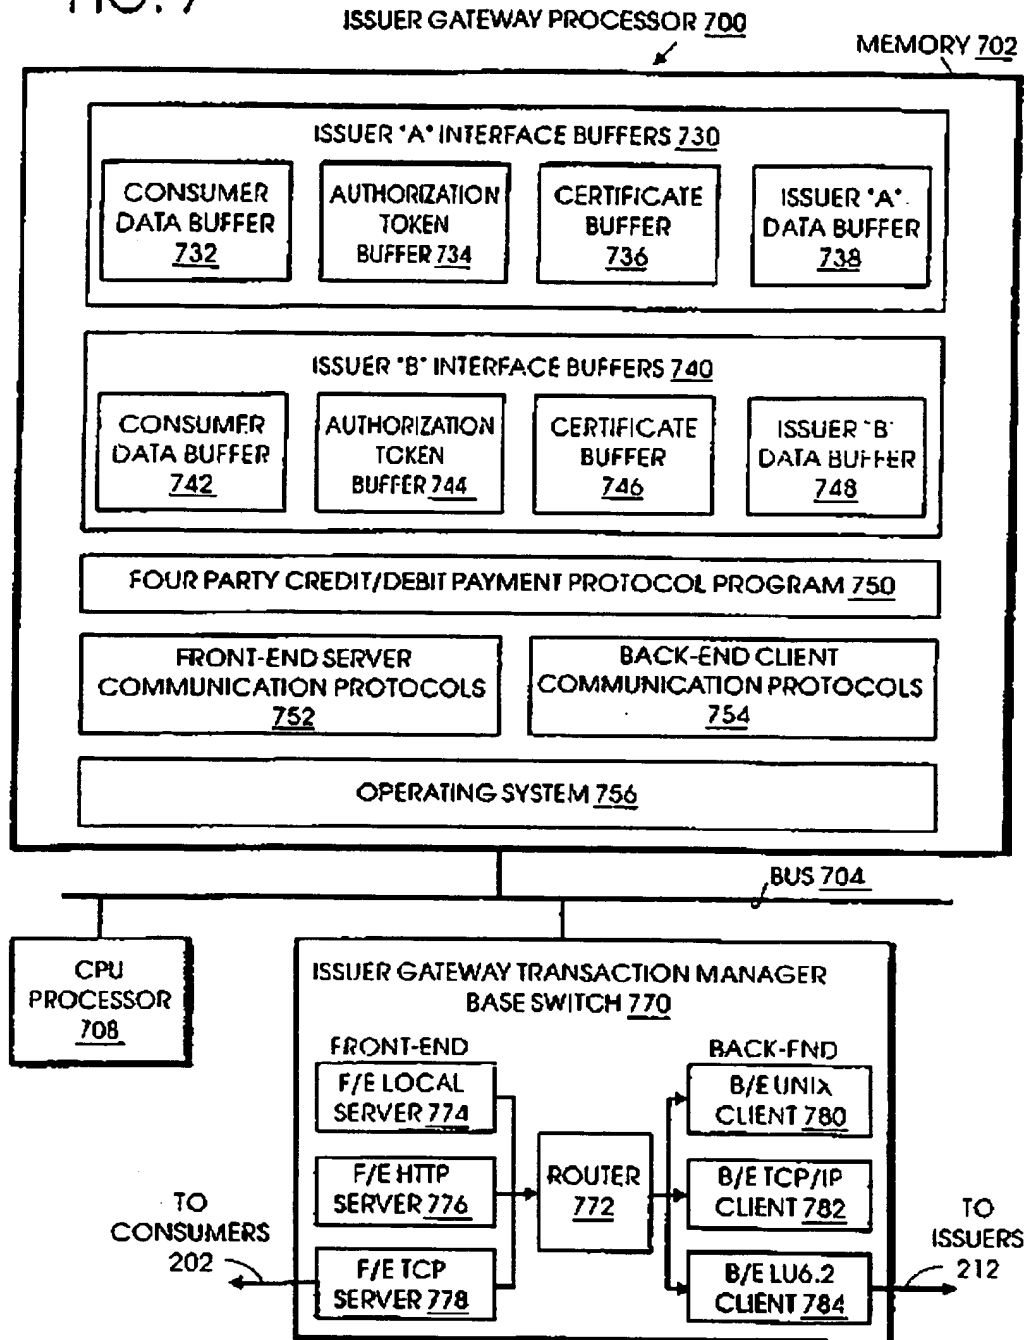 FIG. 7
ISSUER GATEWAY PROCESSOR 700
MEMORY 702
ISSUER "A" INTERFACE BUFFERS 730
CONSUMER
DATA BUFFER
732
AUTHORIZATION
TOKEN
BUFFER 734
CERTIFICATE
BUFFER
736
ISSUER "A"
DATA BUFFER
738
ISSUER "B" INTERFACE BUFFERS 740
CONSUMER
DATA BUFFER
742
AUTHORIZATION
TOKEN
BUFFER 744
CERTIFICATE
BUFFER
746
ISSUER "B"
DATA BUFFER
748
FOUR PARTY CREDIT/DEBIT PAYMENT PROTOCOL PROGRAM 750
FRONT-END SERVER
COMMUNICATION PROTOCOLS
752
BACK-END CLIENT
COMMUNICATION PROTOCOLS
754
OPERATING SYSTEM 756
BUS 704
CPU
PROCESSOR
708
ISSUER GATEWAY TRANSACTION MANAGER
BASE SWITCH 770
FRONT-END
BACK-END
F/E LOCAL
SERVER 774
F/E HTTP
SERVER 776
F/E TCP
SERVER 778
ROUTER
772
B/E UNIX
CLIENT 780
B/E TCP/IP
CLIENT 782
B/E LU6.2
CLIENT 784
TO
CONSUMERS
202
TO
ISSUERS
212